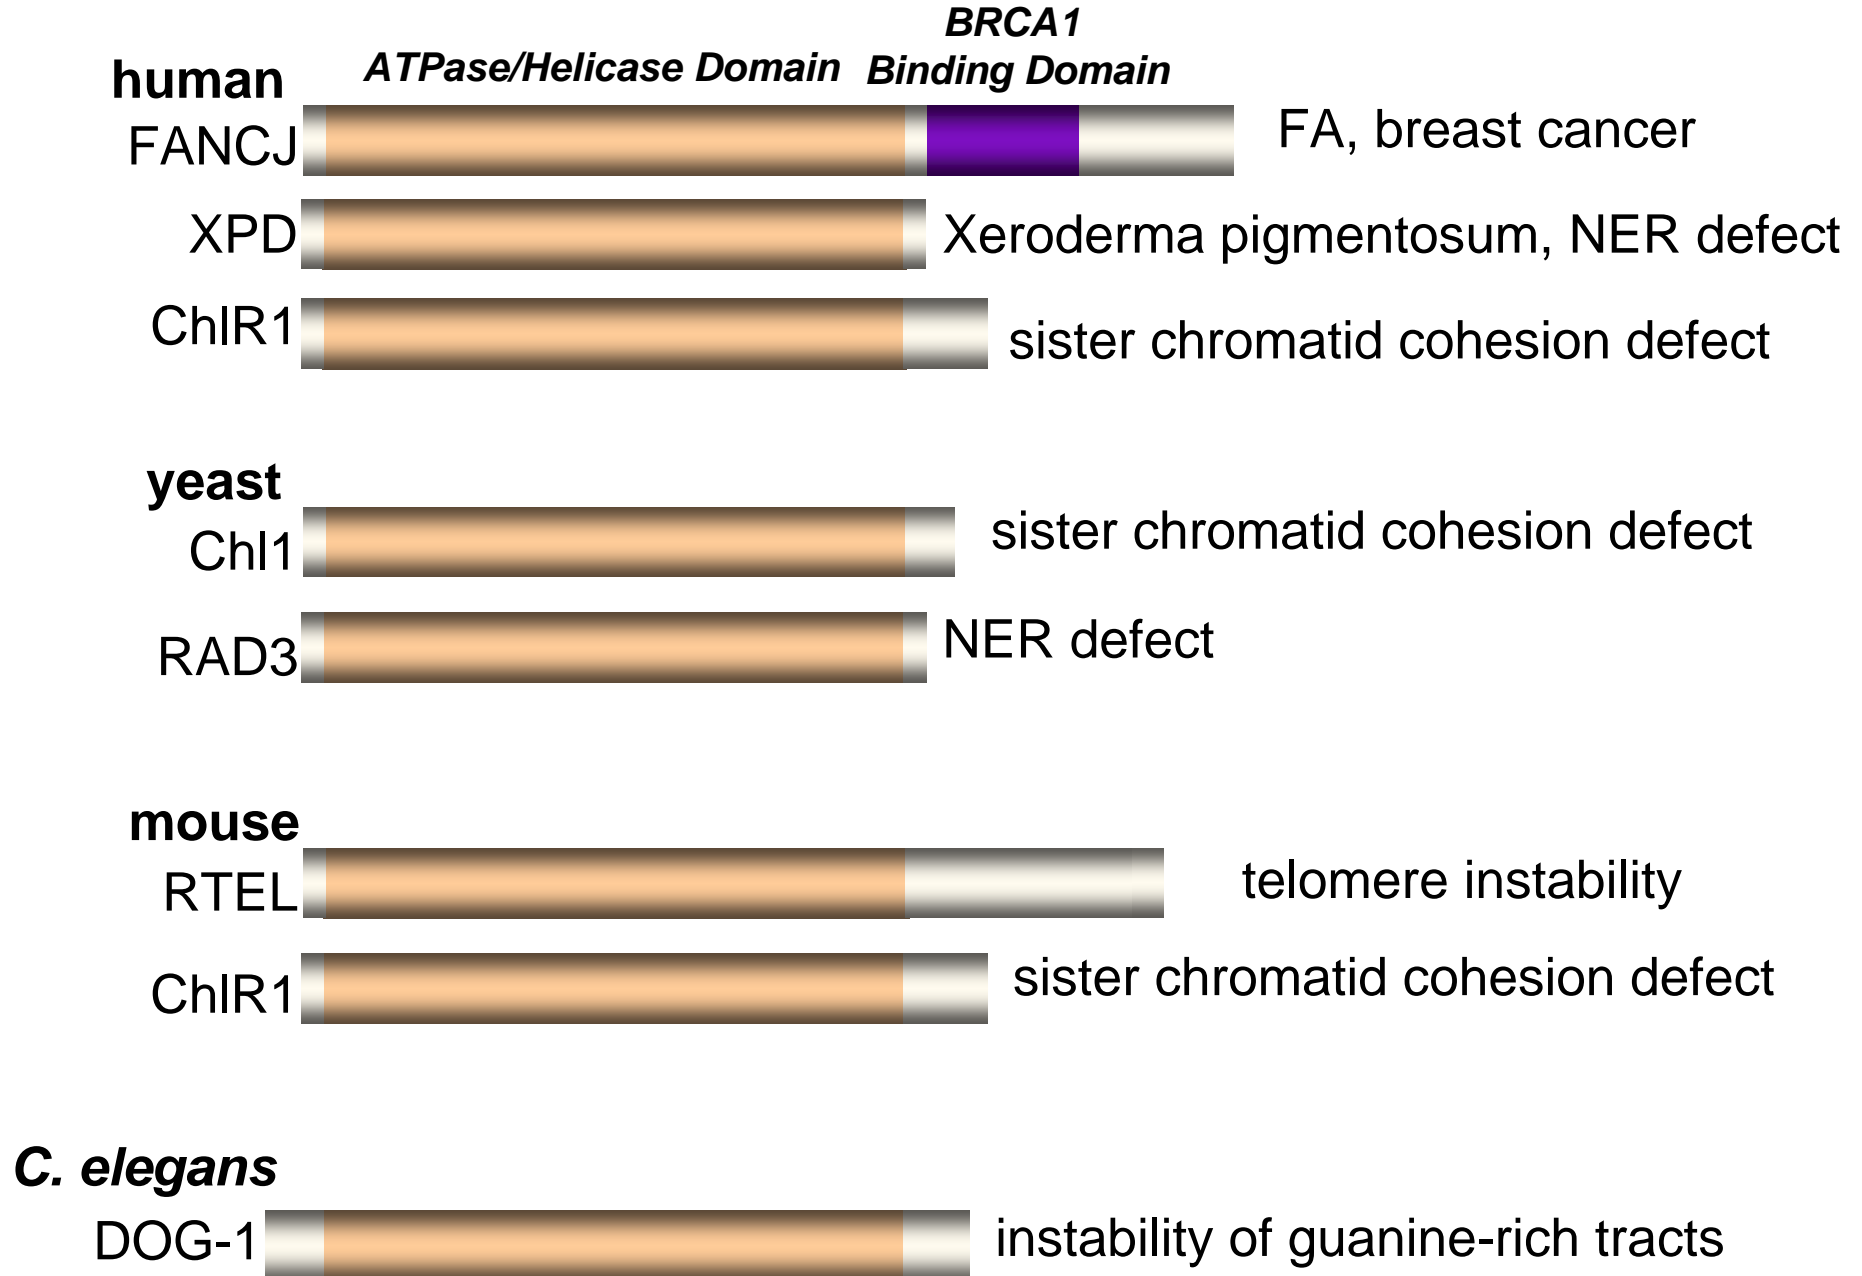 BRCA1
ATPase/Helicase Domain Binding Domain
human
FANCJ FA, breast cancer
XPD Xeroderma pigmentosum, NER defect
ChlR1 sister chromatid cohesion defect
yeast
Chl1 sister chromatid cohesion defect
RAD3 NER defect
mouse
RTEL telomere instability
ChlR1 sister chromatid cohesion defect
C. elegans
DOG-1 instability of guanine-rich tracts